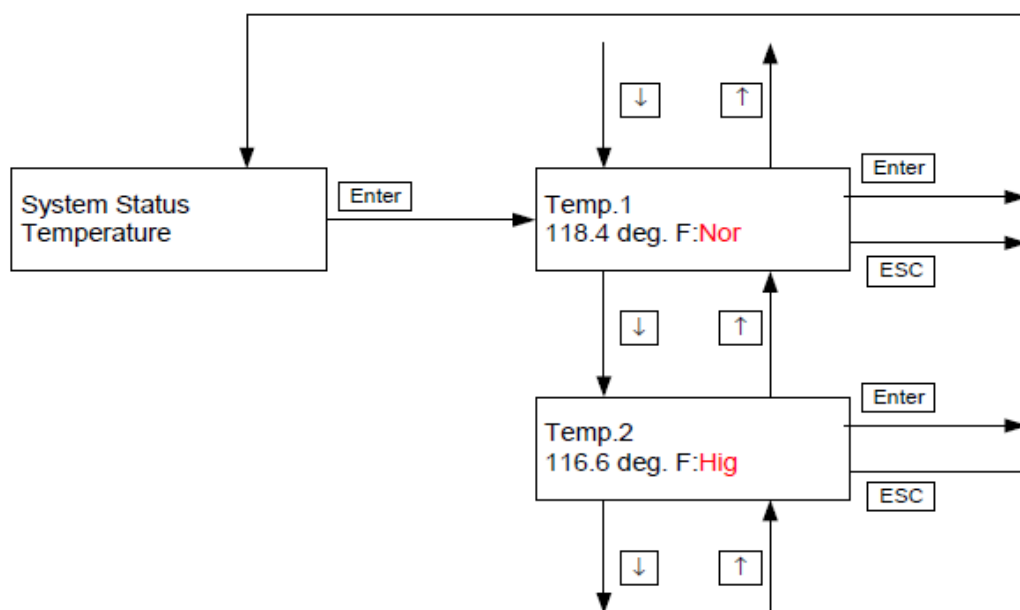 ↓
↑
System Status
Temperature
Enter
Temp.1
118.4 deg. F:Nor
Enter
ESC
↓
↑
Temp.2
116.6 deg. F:Hig
Enter
ESC
↓
↑